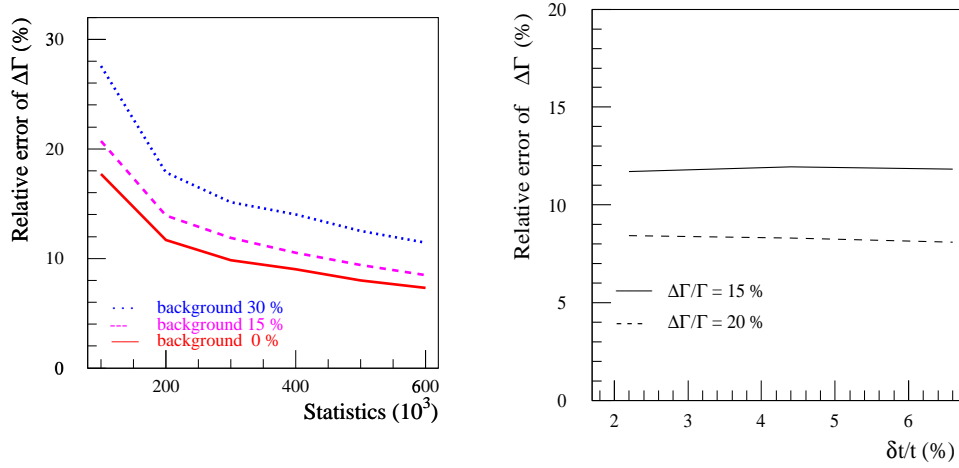 Relative error of ΔΓ (%)
30
20
10
0
background 30 %
background 15 %
background 0 %
200
400
600
Statistics (10³)
Relative error of ΔΓ (%)
20
15
10
5
0
ΔΓ/Γ = 15 %
ΔΓ/Γ = 20 %
2
3
4
5
6
δt/t (%)